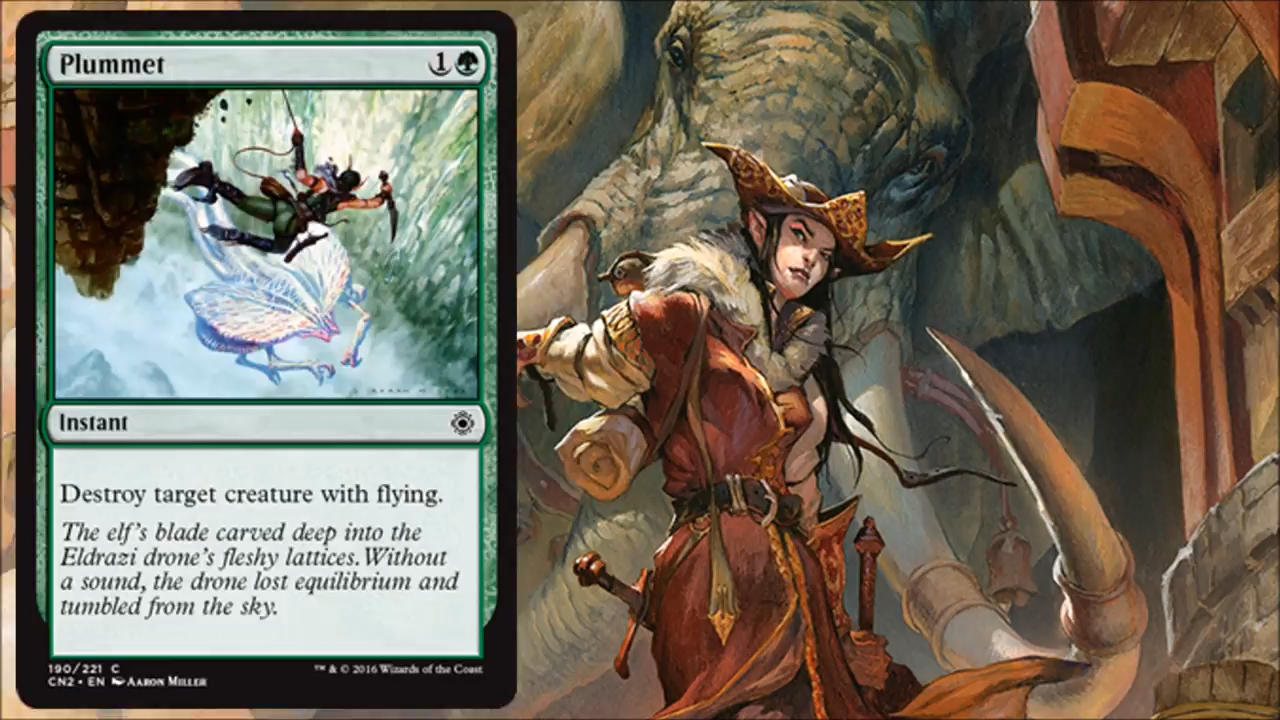 Plummet 1
Instant
Destroy target creature with flying.
The elf's blade carved deep into the
Eldrazi drone's fleshy lattices. Without
a sound, the drone lost equilibrium and
tumbled from the sky.
190/221 C
™ & © 2016 Wizards of the Coast
CN2 • EN Aaron Miller